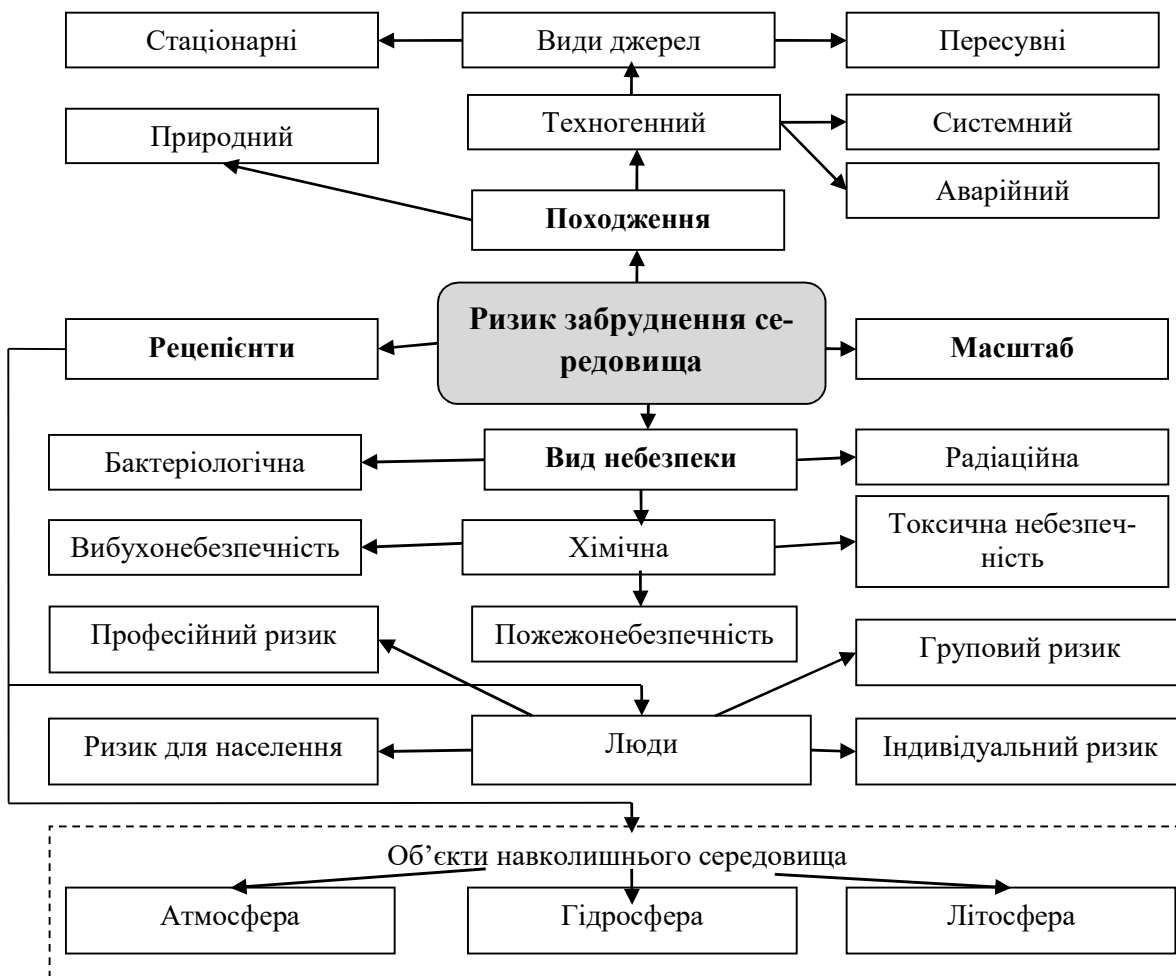 Стаціонарні
Види джерел
Пересувні
Природний
Техногенний
Системний
Аварійний
Походження
Ризик забруднення се-
редовища
Рецепієнти
Масштаб
Бактеріологічна
Вид небезпеки
Радіаційна
Вибухонебезпечність
Хімічна
Токсична небезпеч-
ність
Професійний ризик
Пожежонебезпечність
Груповий ризик
Ризик для населення
Люди
Індивідуальний ризик
Об’єкти навколишнього середовища
Атмосфера
Гідросфера
Літосфера